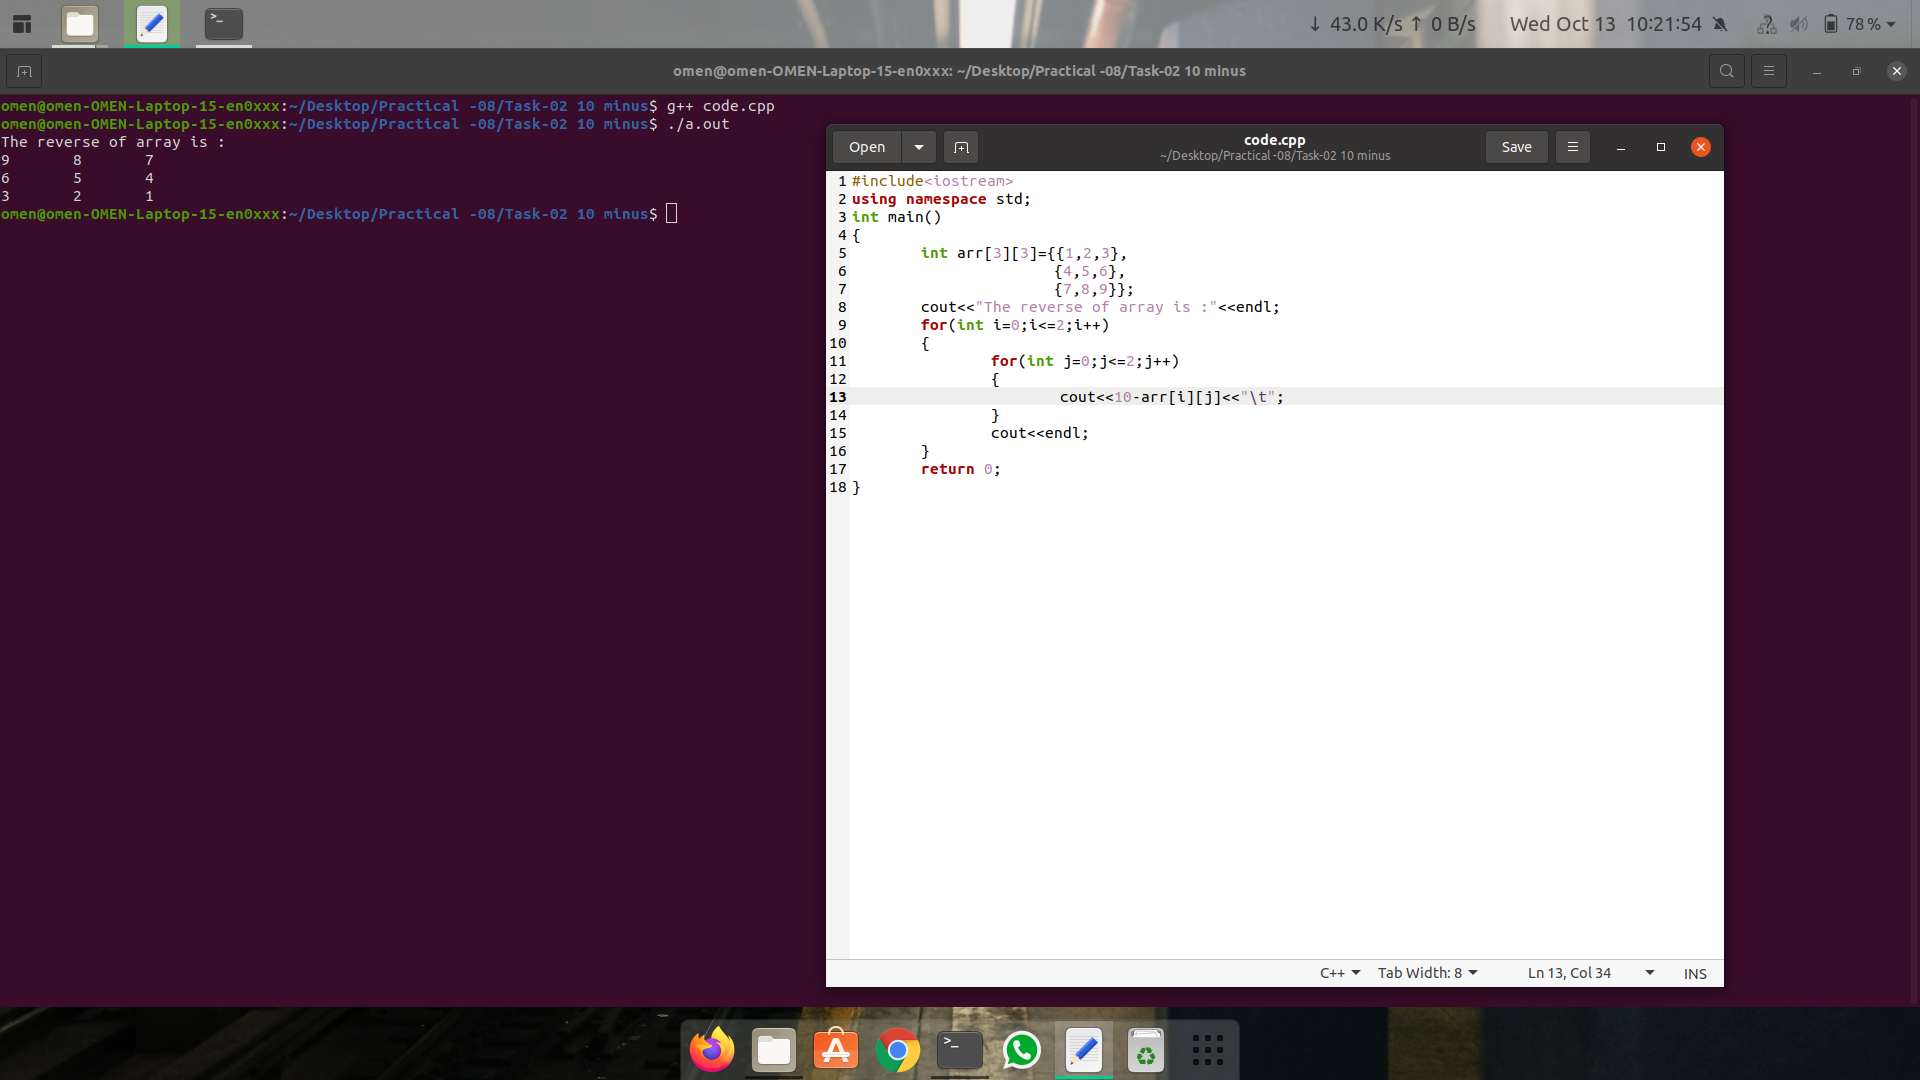 ↓ 43.0 K/s ↑ 0 B/s Wed Oct 13 10:21:54 78 %
omen@omen-OMEN-Laptop-15-en0xxx: ~/Desktop/Practical -08/Task-02 10 minus
omen@omen-OMEN-Laptop-15-en0xxx:~/Desktop/Practical -08/Task-02 10 minus$ g++ code.cpp
omen@omen-OMEN-Laptop-15-en0xxx:~/Desktop/Practical -08/Task-02 10 minus$ ./a.out
The reverse of array is :
9 8 7
6 5 4
3 2 1
omen@omen-OMEN-Laptop-15-en0xxx:~/Desktop/Practical -08/Task-02 10 minus$
Open code.cpp Save
~/Desktop/Practical -08/Task-02 10 minus
1 #include<iostream>
2 using namespace std;
3 int main()
4 {
5 int arr[3][3]={{1,2,3},
6 {4,5,6},
7 {7,8,9}};
8 cout<<"The reverse of array is :"<<endl;
9 for(int i=0;i<=2;i++)
10 {
11 for(int j=0;j<=2;j++)
12 {
13 cout<<10-arr[i][j]<<"\t";
14 }
15 cout<<endl;
16 }
17 return 0;
18 }
C++ Tab Width: 8 Ln 13, Col 34 INS